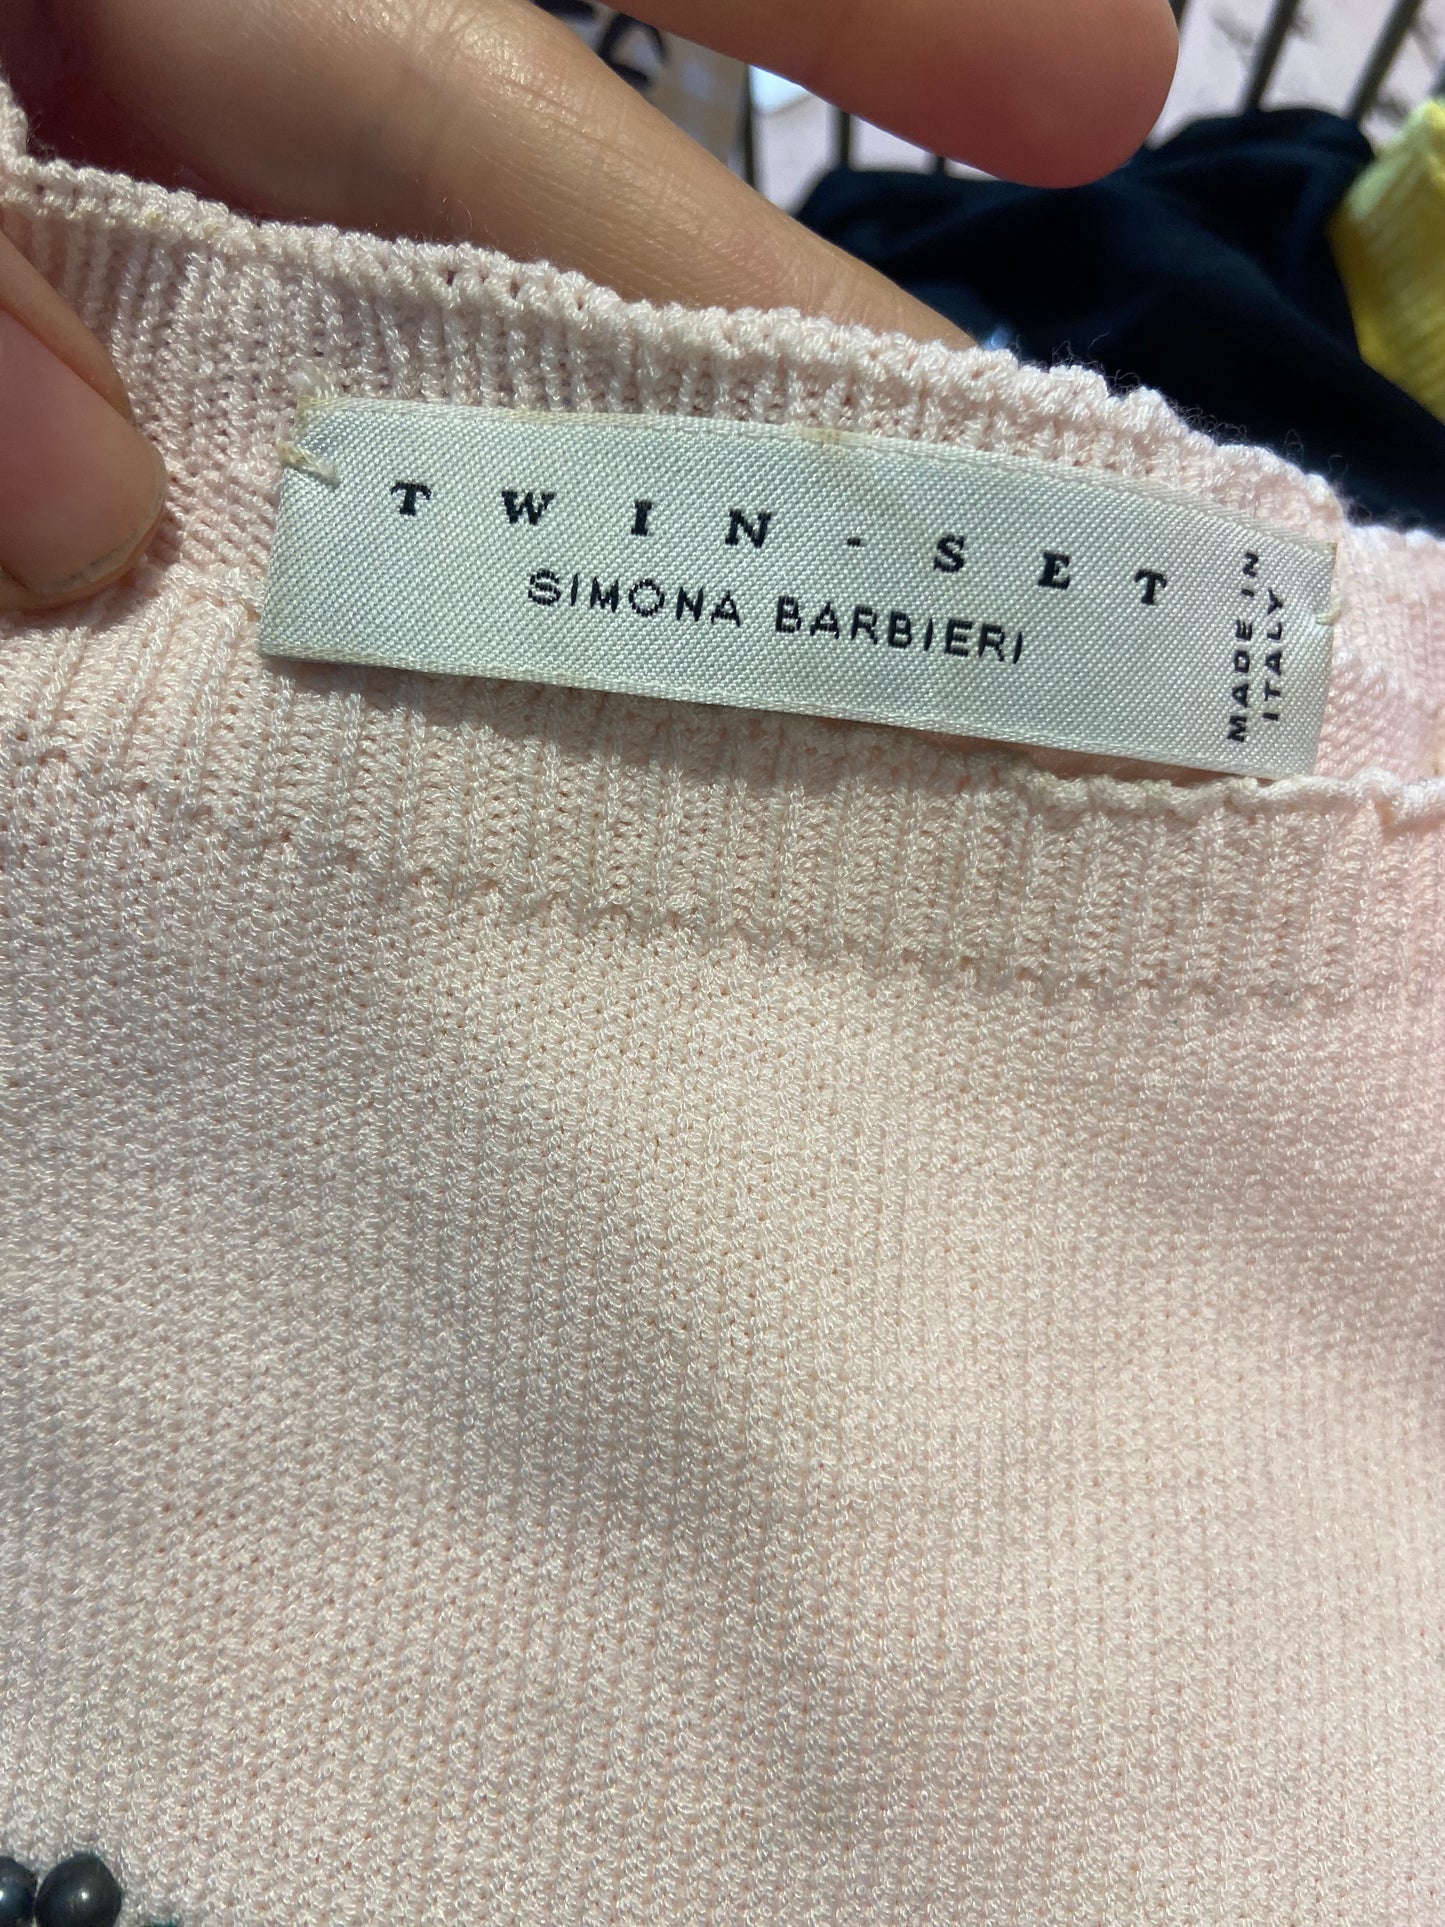 TWIN-SET
SIMONA BARBIERI
MADE IN
ITALY